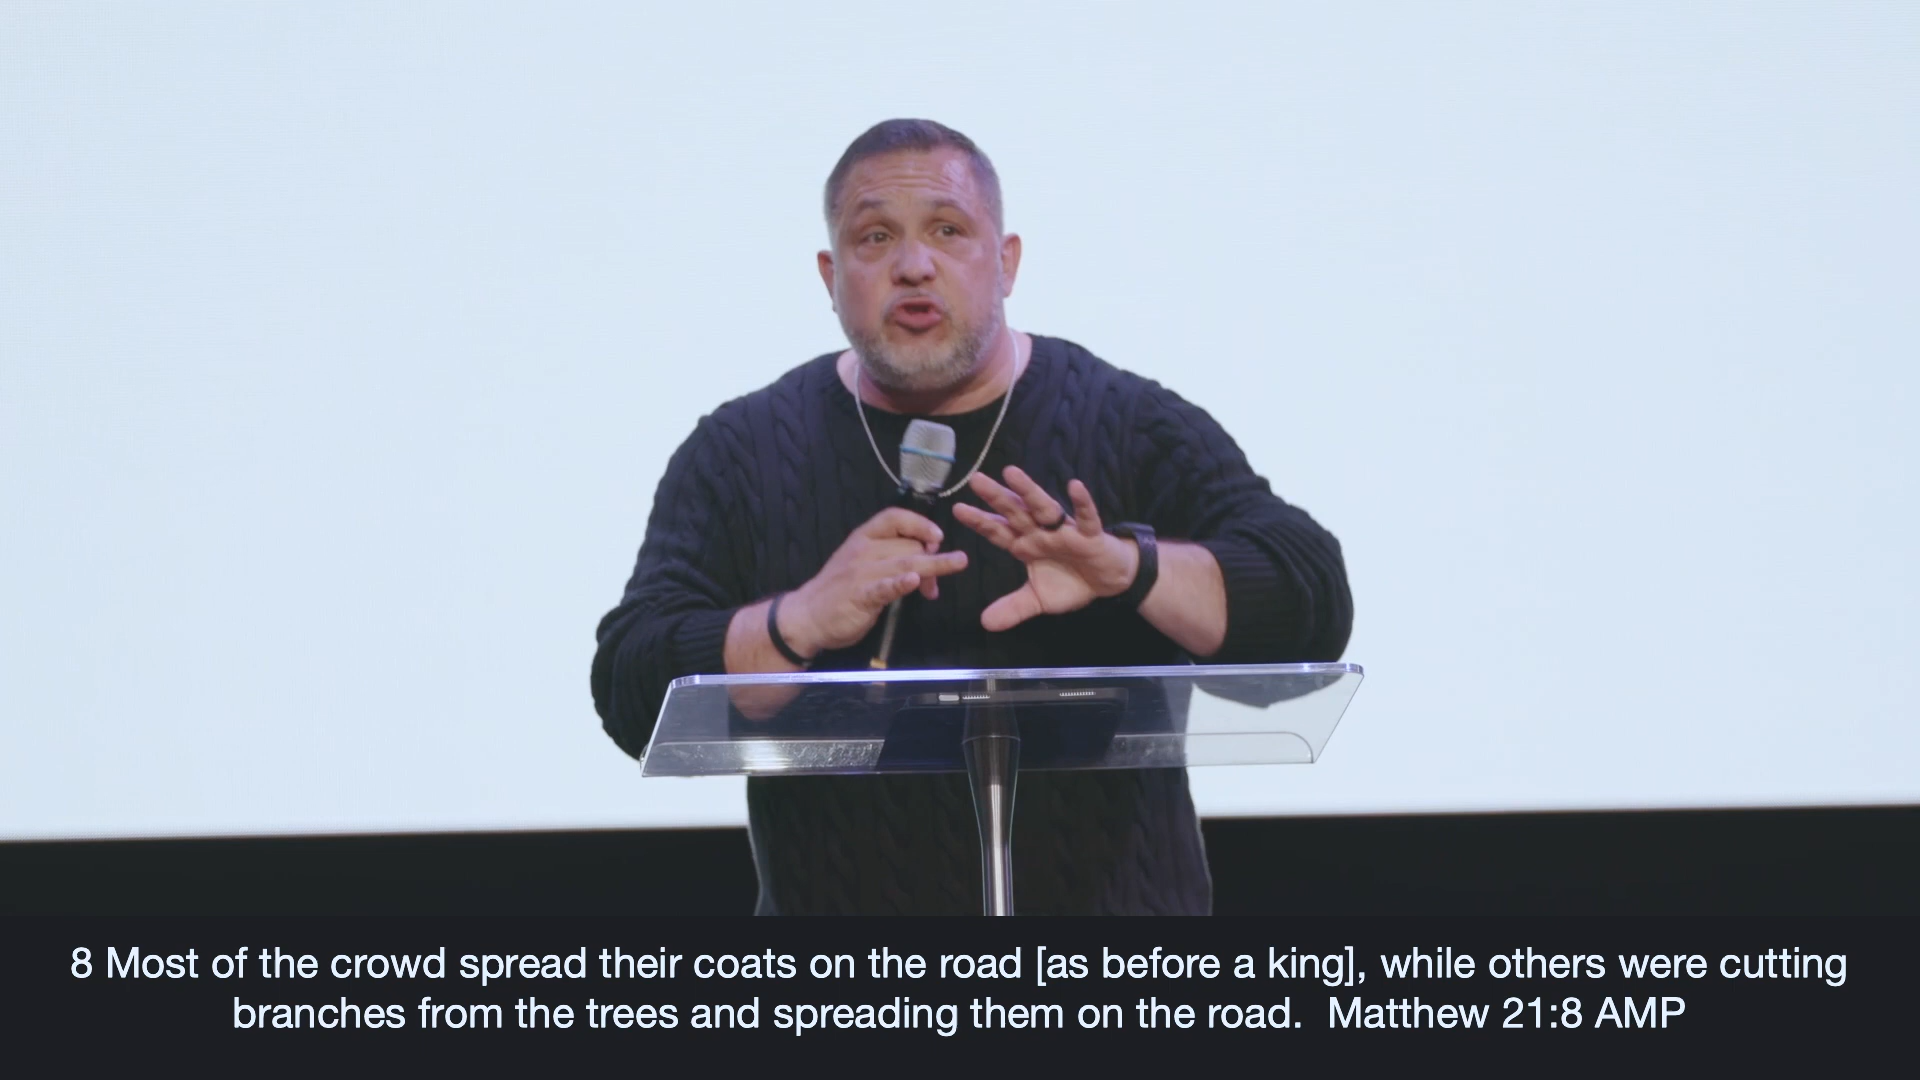 8 Most of the crowd spread their coats on the road [as before a king], while others were cutting
branches from the trees and spreading them on the road.  Matthew 21:8 AMP